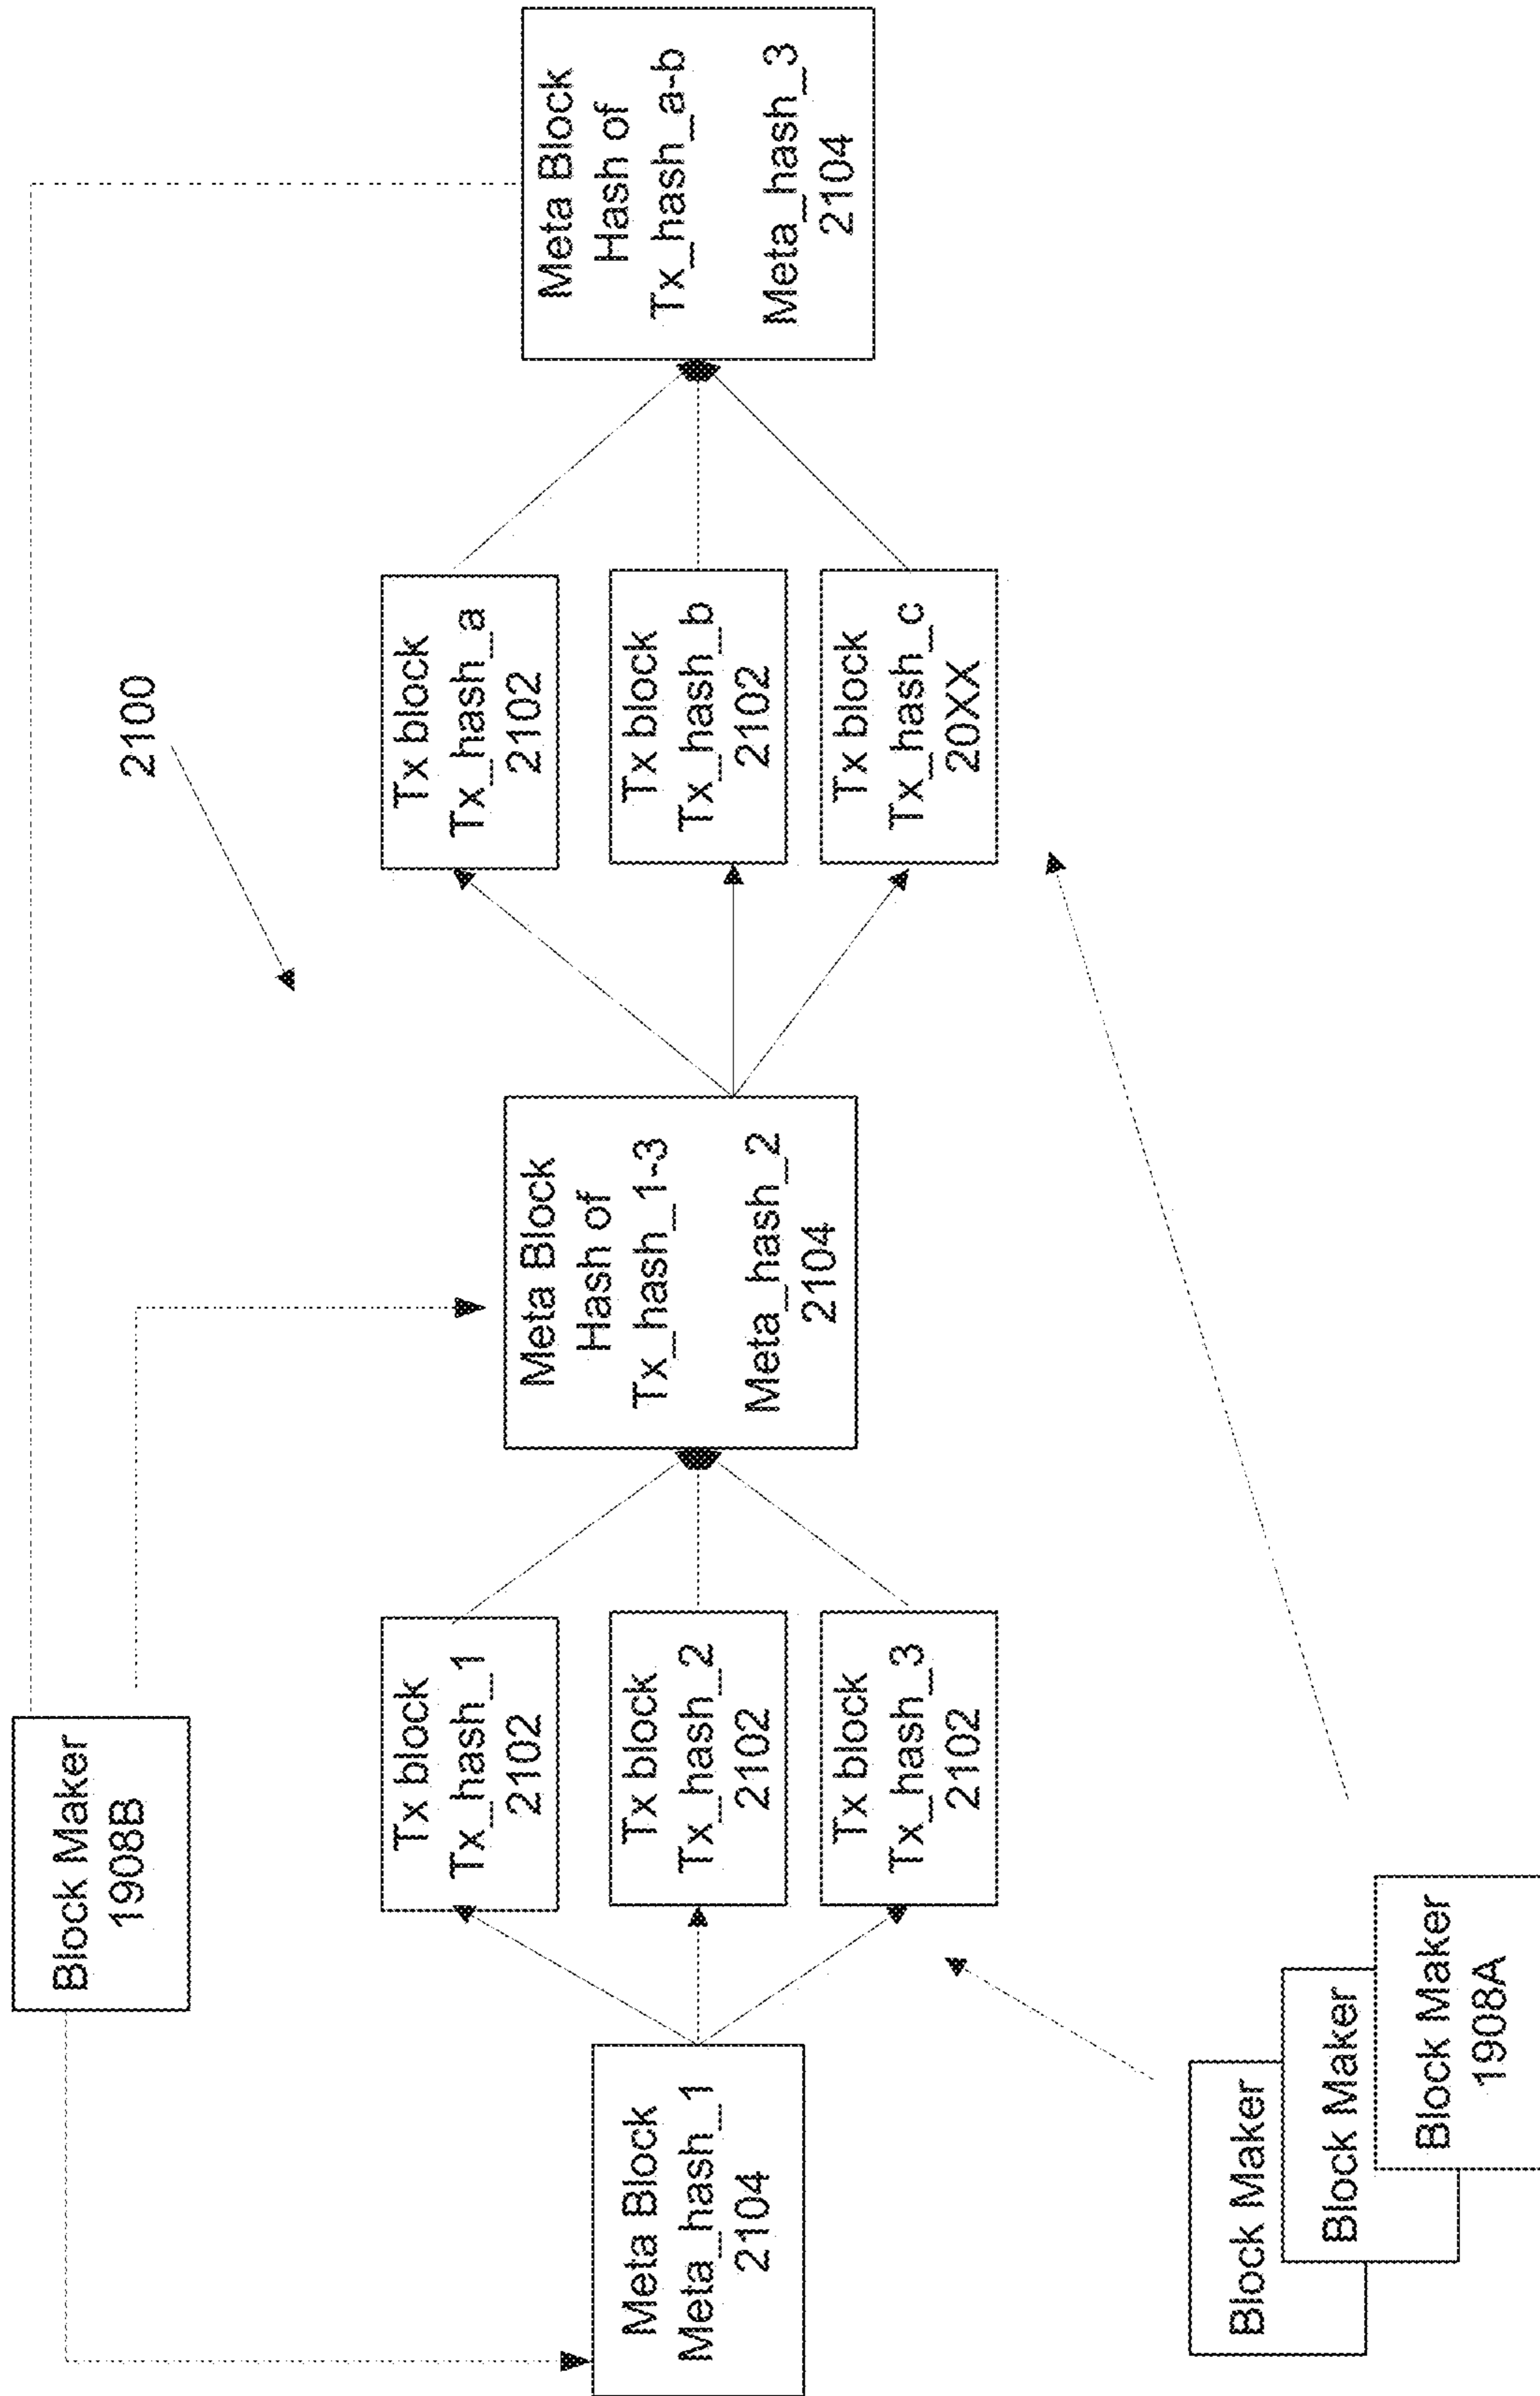 2100
Block Maker
1908B
Meta Block
Meta_hash_1
2104
Tx block
Tx_hash_1
2102
Tx block
Tx_hash_2
2102
Tx block
Tx_hash_3
2102
Meta Block
Hash of
Tx_hash_1-3
Meta_hash_2
2104
Tx block
Tx_hash_a
2102
Tx block
Tx_hash_b
2102
Tx block
Tx_hash_c
20XX
Meta Block
Hash of
Tx_hash_a-b
Meta_hash_3
2104
Block Maker
Block Maker
Block Maker
1908A